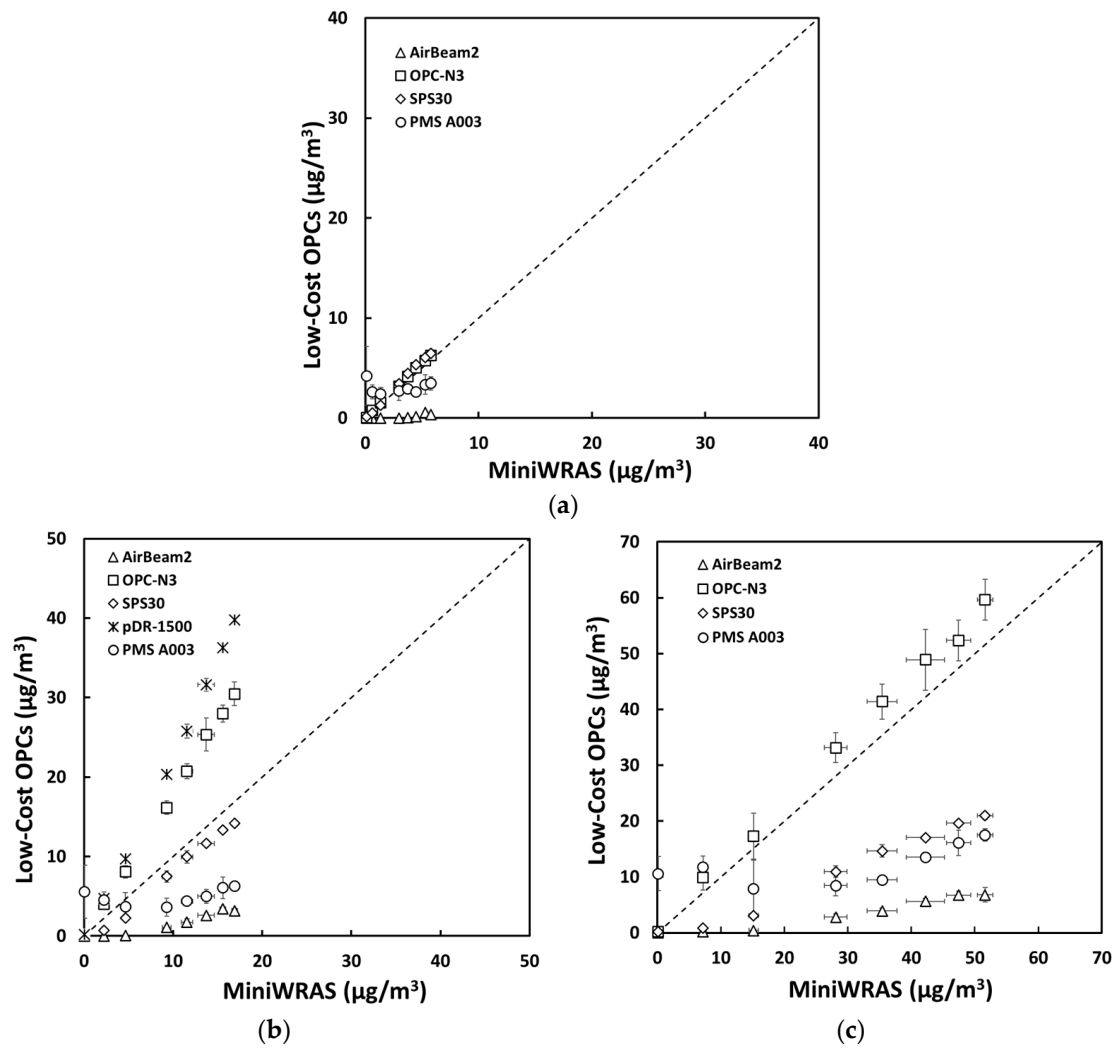 40
30
20
10
0
Low-Cost OPCs (µg/m³)
AirBeam2
OPC-N3
SPS30
PMS A003
0 10 20 30 40
MiniWRAS (µg/m³)
(a)
50
40
30
20
10
0
Low-Cost OPCs (µg/m³)
AirBeam2
OPC-N3
SPS30
pDR-1500
PMS A003
0 10 20 30 40 50
MiniWRAS (µg/m³)
(b)
70
60
50
40
30
20
10
0
Low-Cost OPCs (µg/m³)
AirBeam2
OPC-N3
SPS30
PMS A003
0 10 20 30 40 50 60 70
MiniWRAS (µg/m³)
(c)